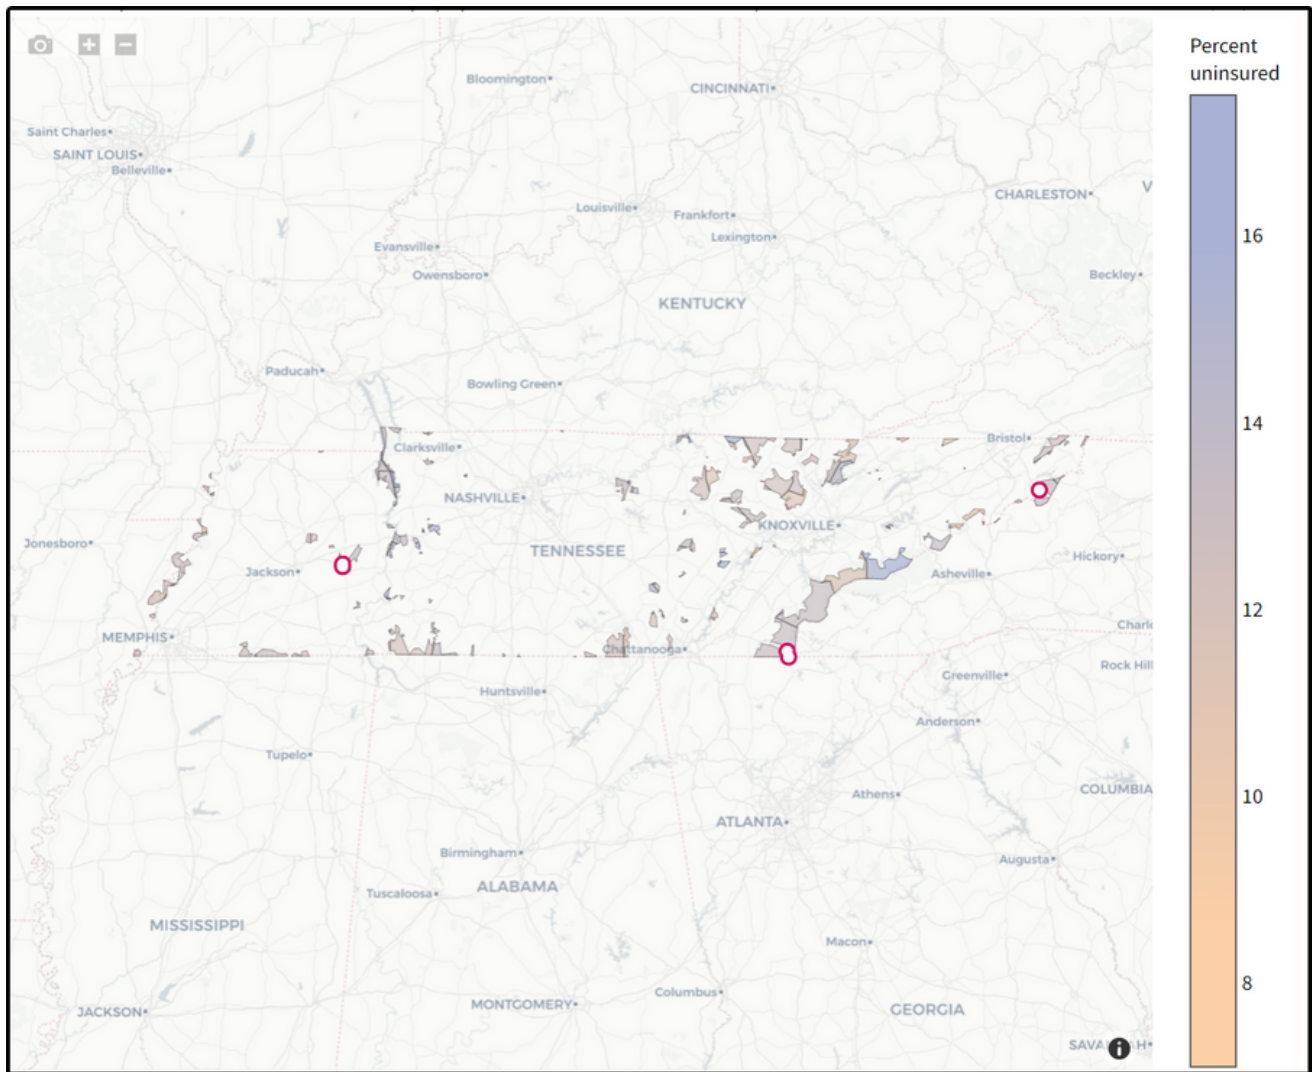 Percent
uninsured
Bloomington
CINCINNATI
Saint Charles
SAINT LOUIS
Belleville
CHARLESTON
V
Louisville
Frankfort
Lexington
16
Evansville
Owensboro
Beckley
KENTUCKY
Paducah
Bowling Green
14
Clarksville
Bristol
NASHVILLE
KNOXVILLE
Jonesboro
TENNESSEE
Hickory
Jackson
Asheville
12
MEMPHIS
Charlo
Chattanooga
Rock Hill
Greenville
Huntsville
Anderson
Tupelo
COLUMBIA
10
Athens
ATLANTA
Birmingham
Augusta
Tuscaloosa
ALABAMA
MISSISSIPPI
Macon
8
Columbus
MONTGOMERY
GEORGIA
JACKSON